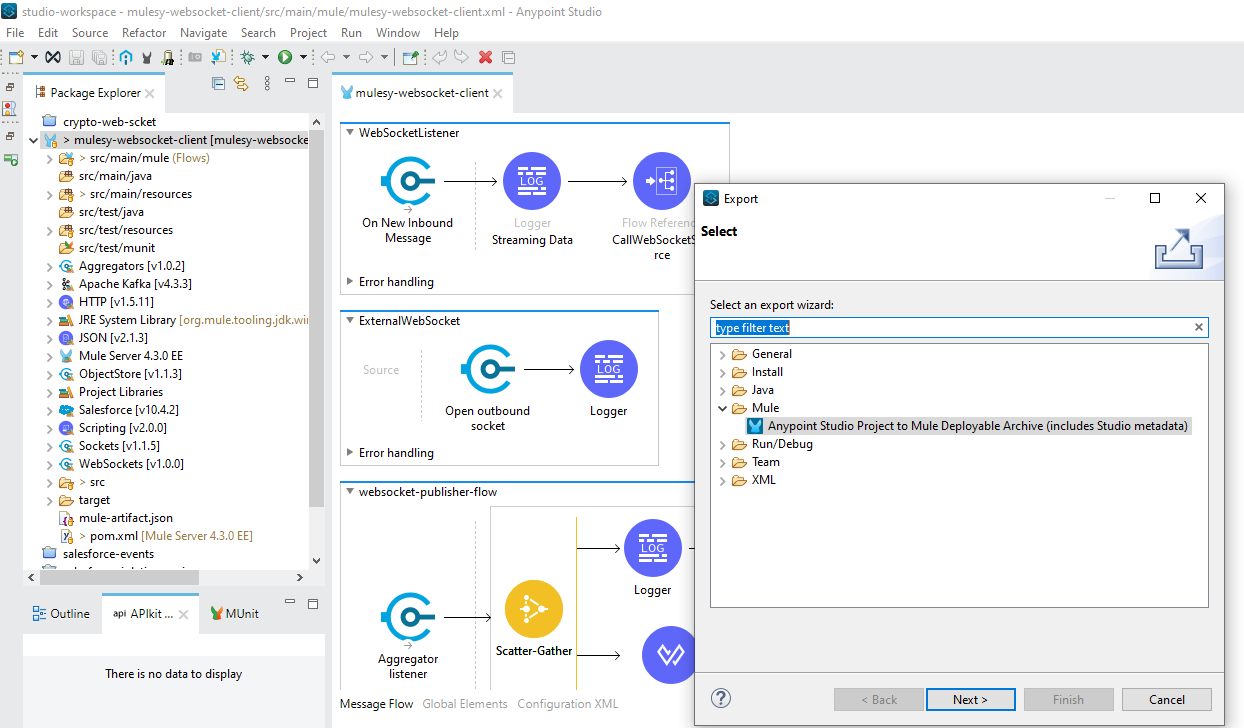 studio-workspace - mulesy-websocket-client/src/main/mule/mulesy-websocket-client.xml - Anypoint Studio
File Edit Source Refactor Navigate Search Project Run Window Help
Package Explorer
crypto-web-scket
> mulesy-websocket-client [mulesy-websocke
> src/main/mule (Flows)
src/main/java
> src/main/resources
src/test/java
src/test/resources
src/test/munit
Aggregators [v1.0.2]
Apache Kafka [v4.3.3]
HTTP [v1.5.11]
JRE System Library [org.mule.tooling.jdk.wi
JSON [v2.1.3]
Mule Server 4.3.0 EE
ObjectStore [v1.1.3]
Project Libraries
Salesforce [v10.4.2]
Scripting [v2.0.0]
Sockets [v1.1.5]
WebSockets [v1.0.0]
> src
target
mule-artifact.json
> pom.xml [Mule Server 4.3.0 EE]
salesforce-events
Outline
api APIkit ...
MUnit
There is no data to display
mulesy-websocket-client
WebSocketListener
LOG
On New Inbound
Message
Logger
Streaming Data
Flow Referenc
CallWebSocketS
rce
Error handling
ExternalWebSocket
Source
LOG
Open outbound
socket
Logger
Error handling
websocket-publisher-flow
LOG
Logger
Aggregator
listener
Scatter-Gather
Message Flow Global Elements Configuration XML
Export
Select
Select an export wizard:
type filter text
General
Install
Java
Mule
Anypoint Studio Project to Mule Deployable Archive (includes Studio metadata)
Run/Debug
Team
XML
?
< Back
Next >
Finish
Cancel